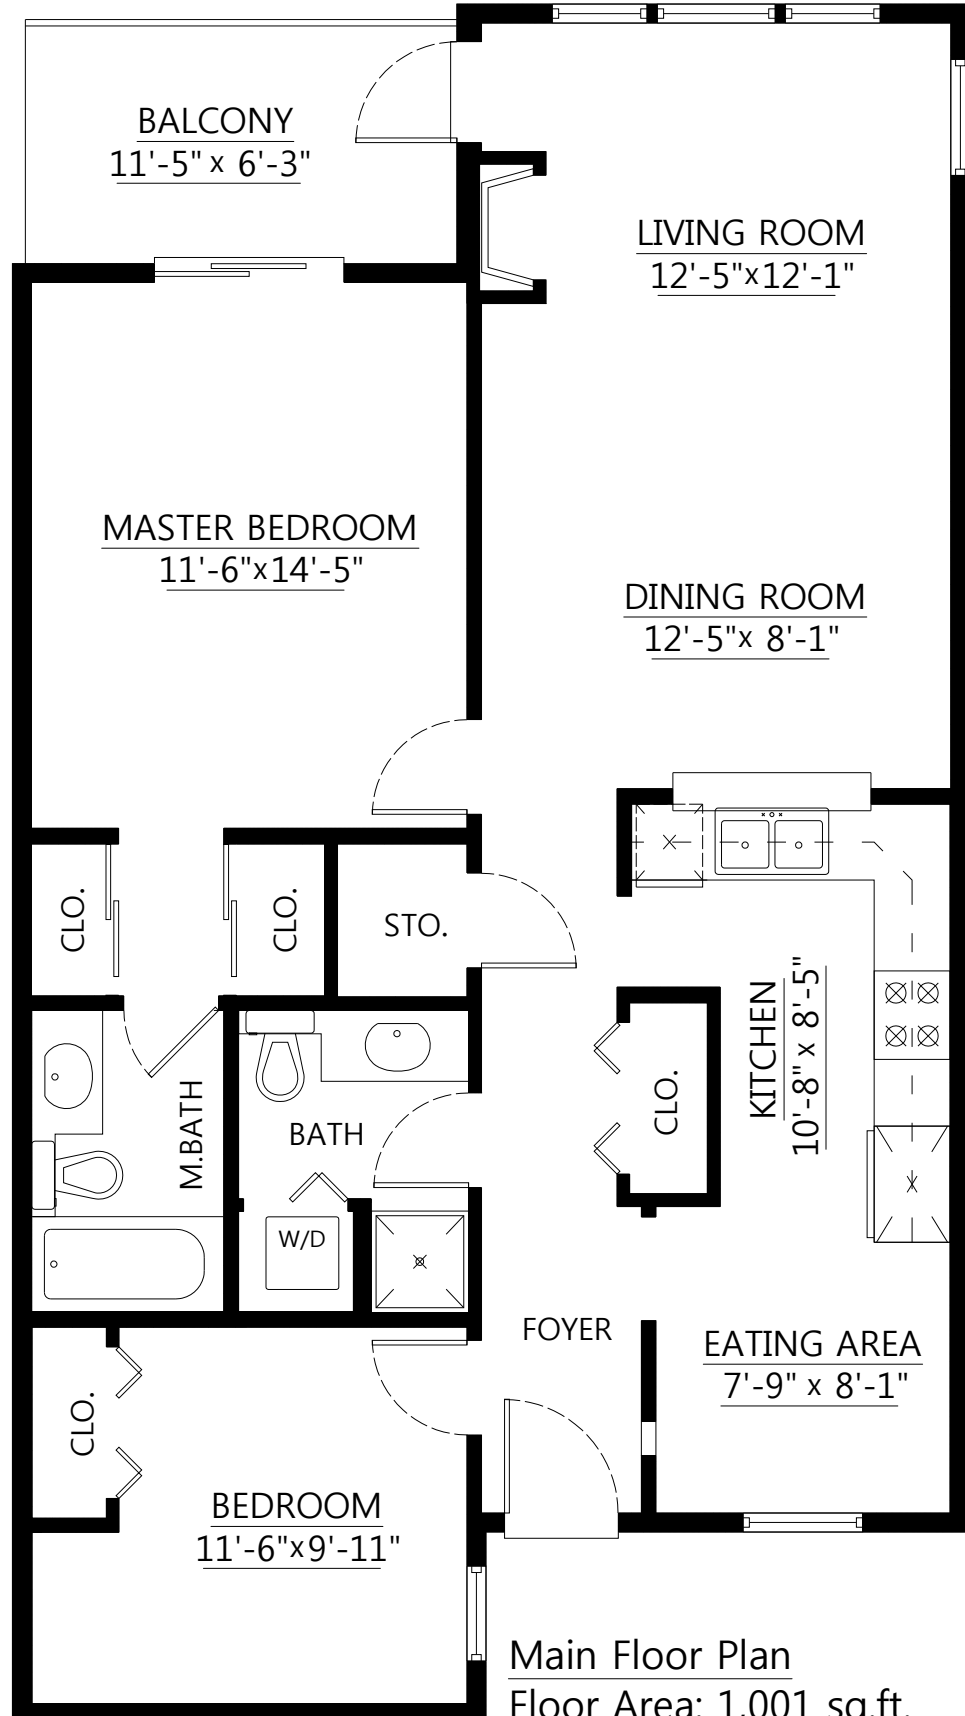 BALCONY
11'-5" x 6'-3"
LIVING ROOM
12'-5"x12'-1"
MASTER BEDROOM
11'-6"x14'-5"
DINING ROOM
12'-5"x 8'-1"
CLO.
CLO.
STO.
KITCHEN
10'-8" x 8'-5"
CLO.
M.BATH
BATH
W/D
FOYER
EATING AREA
7'-9" x 8'-1"
CLO.
BEDROOM
11'-6"x9'-11"
Main Floor Plan
Floor Area: 1,001 sq.ft.